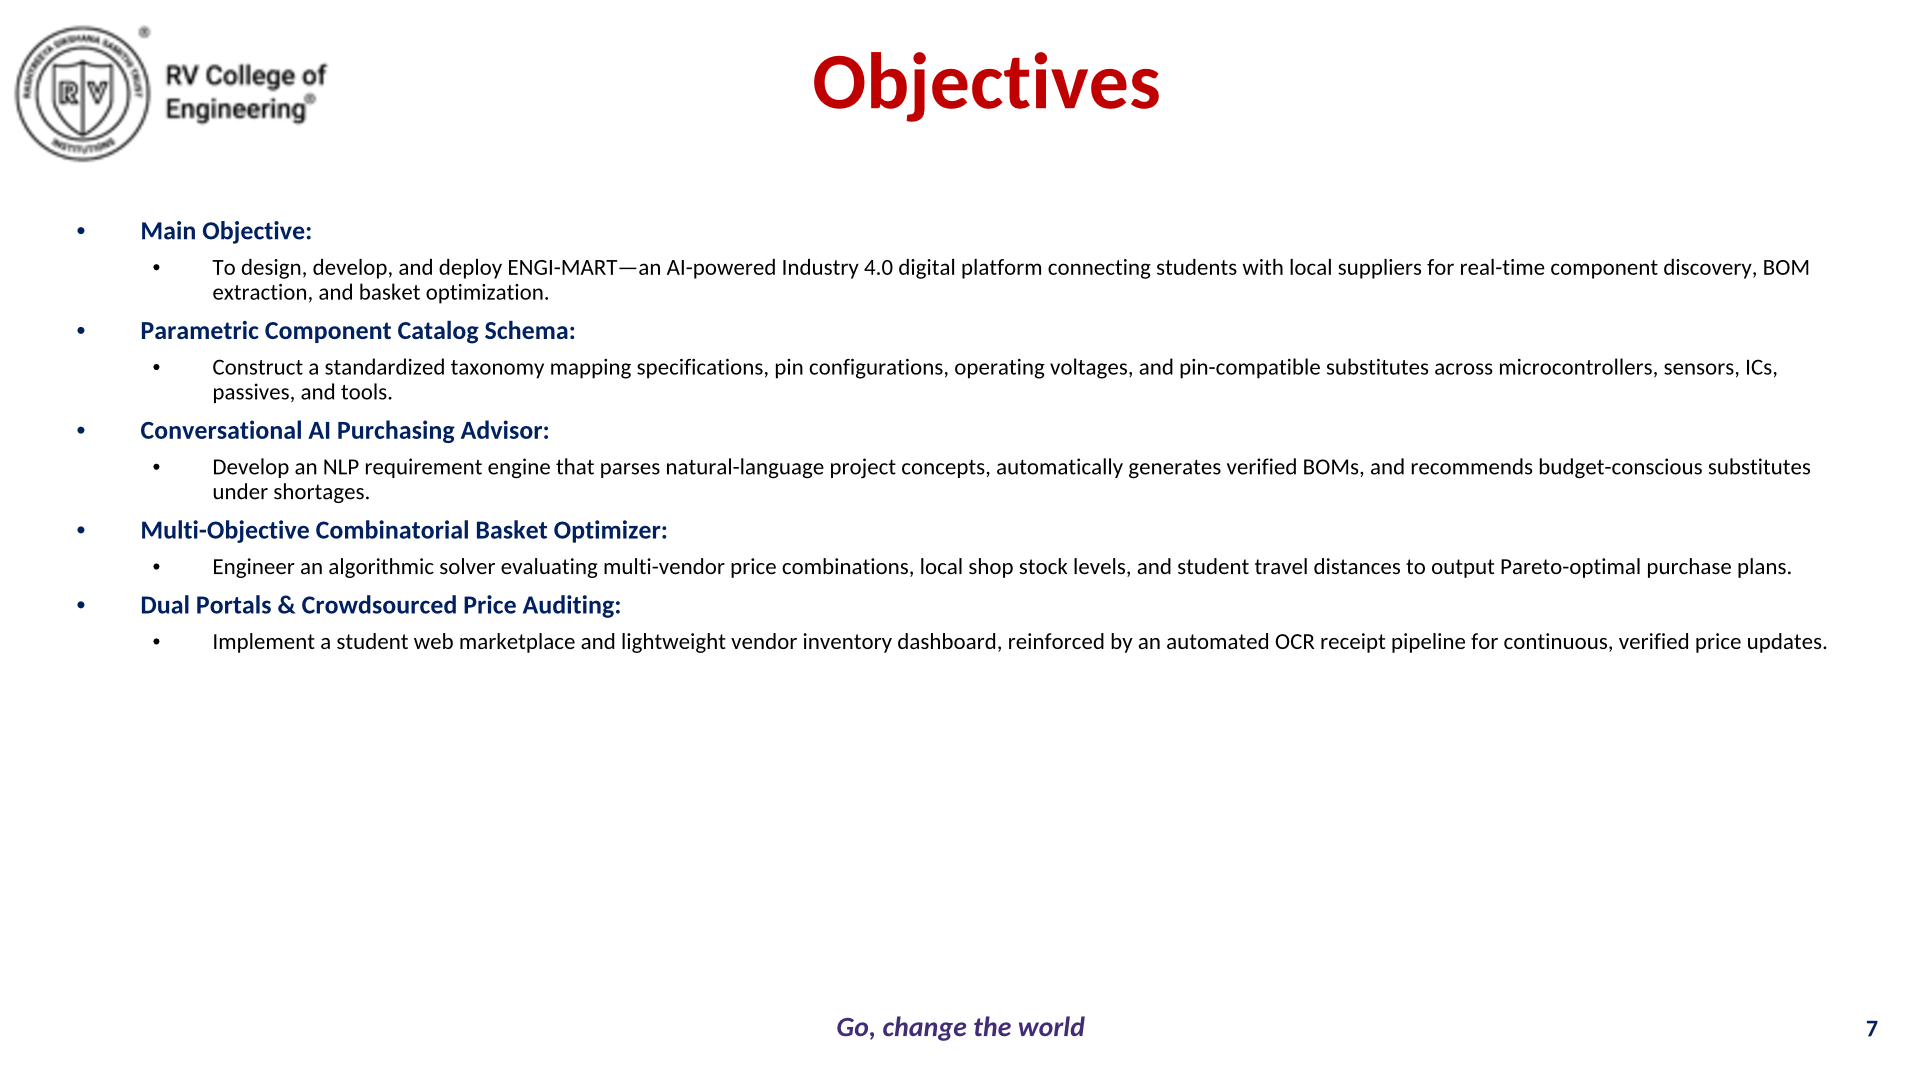 RASHTREEYA SIKSHANA SAMITHI TRUST
RV
INSTITUTIONS
®
RV College of
Engineering®
Objectives
• Main Objective:
• To design, develop, and deploy ENGI-MART—an AI-powered Industry 4.0 digital platform connecting students with local suppliers for real-time component discovery, BOM
extraction, and basket optimization.
• Parametric Component Catalog Schema:
• Construct a standardized taxonomy mapping specifications, pin configurations, operating voltages, and pin-compatible substitutes across microcontrollers, sensors, ICs,
passives, and tools.
• Conversational AI Purchasing Advisor:
• Develop an NLP requirement engine that parses natural-language project concepts, automatically generates verified BOMs, and recommends budget-conscious substitutes
under shortages.
• Multi-Objective Combinatorial Basket Optimizer:
• Engineer an algorithmic solver evaluating multi-vendor price combinations, local shop stock levels, and student travel distances to output Pareto-optimal purchase plans.
• Dual Portals & Crowdsourced Price Auditing:
• Implement a student web marketplace and lightweight vendor inventory dashboard, reinforced by an automated OCR receipt pipeline for continuous, verified price updates.
Go, change the world
7